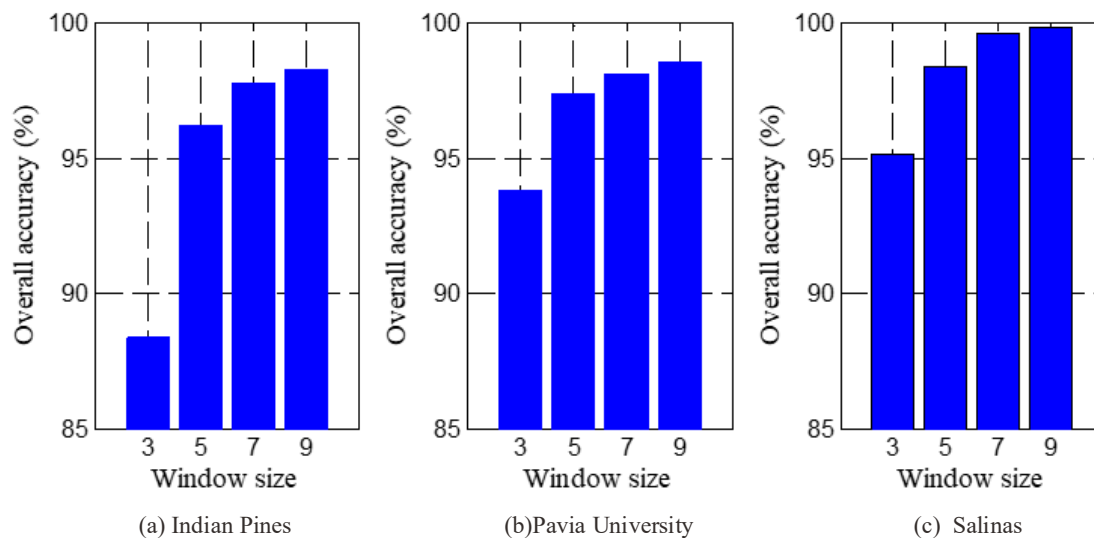 100
95
90
85
Overall accuracy (%)
3 5 7 9
Window size
(a) Indian Pines
100
95
90
85
Overall accuracy (%)
3 5 7 9
Window size
(b)Pavia University
100
95
90
85
Overall accuracy (%)
3 5 7 9
Window size
(c) Salinas